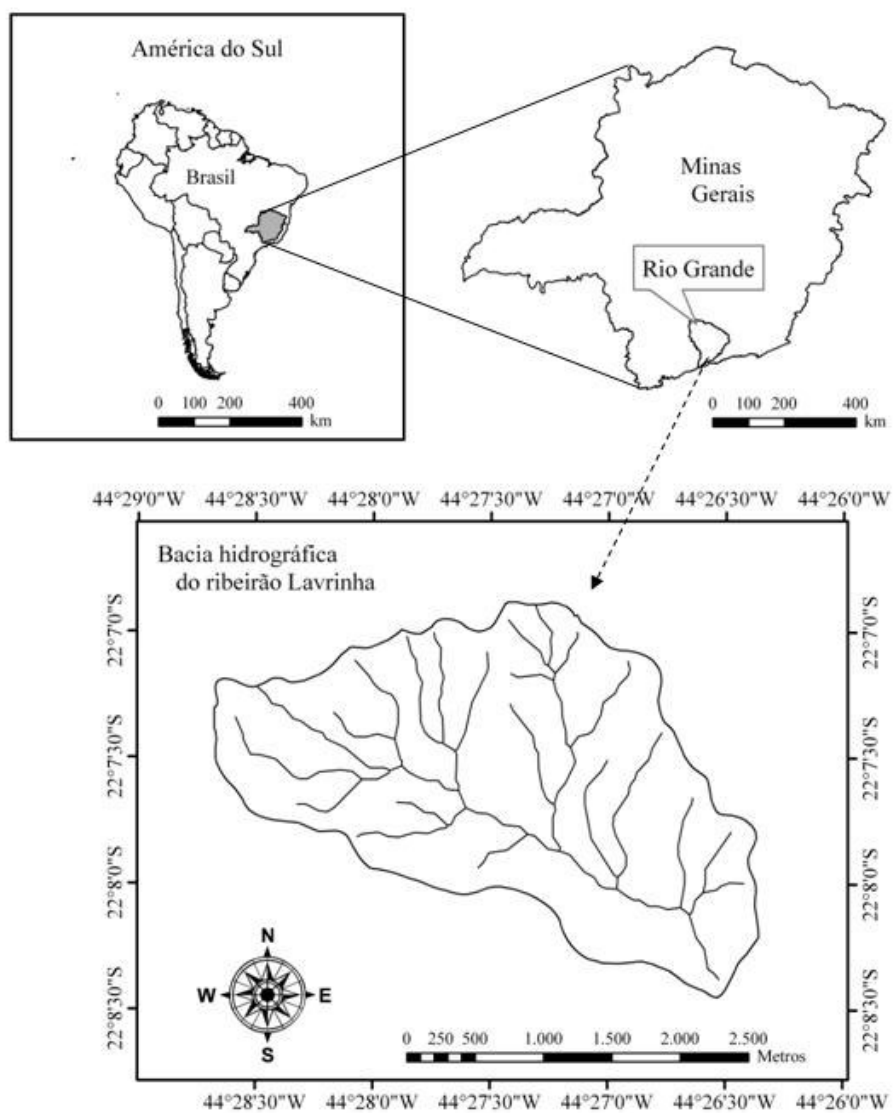 América do Sul
Brasil
0 100 200 400
km
Minas
Gerais
Rio Grande
0 100 200 400
km
44°29'0"W 44°28'30"W 44°28'0"W 44°27'30"W 44°27'0"W 44°26'30"W 44°26'0"W
Bacia hidrográfica
do ribeirão Lavrinha
22°7'0"S
22°7'30"S
22°8'0"S
22°8'30"S
22°7'0"S
22°7'30"S
22°8'0"S
22°8'30"S
N
W E
S
0 250 500 1.000 1.500 2.000 2.500
Metros
44°28'30"W 44°28'0"W 44°27'30"W 44°27'0"W 44°26'30"W 44°26'0"W